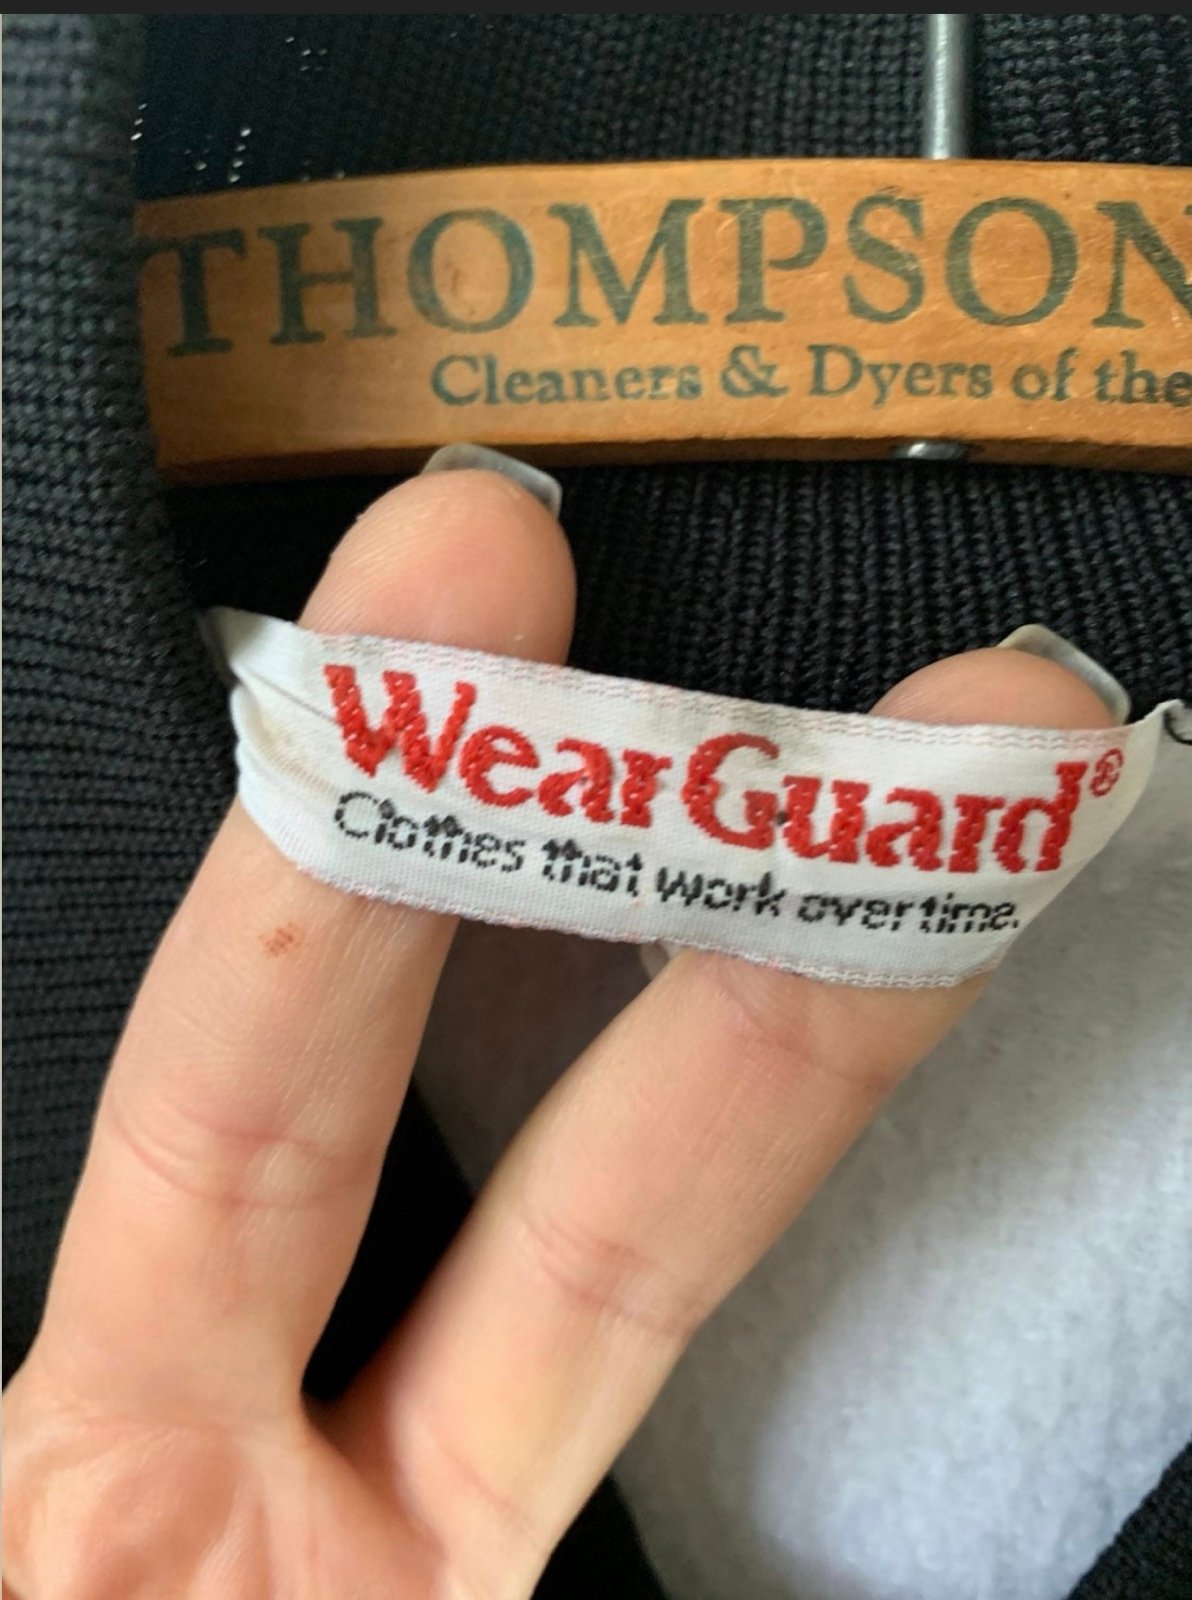 THOMPSON
Cleaners & Dyers of the
WearGuard®
Clothes that work overtime.